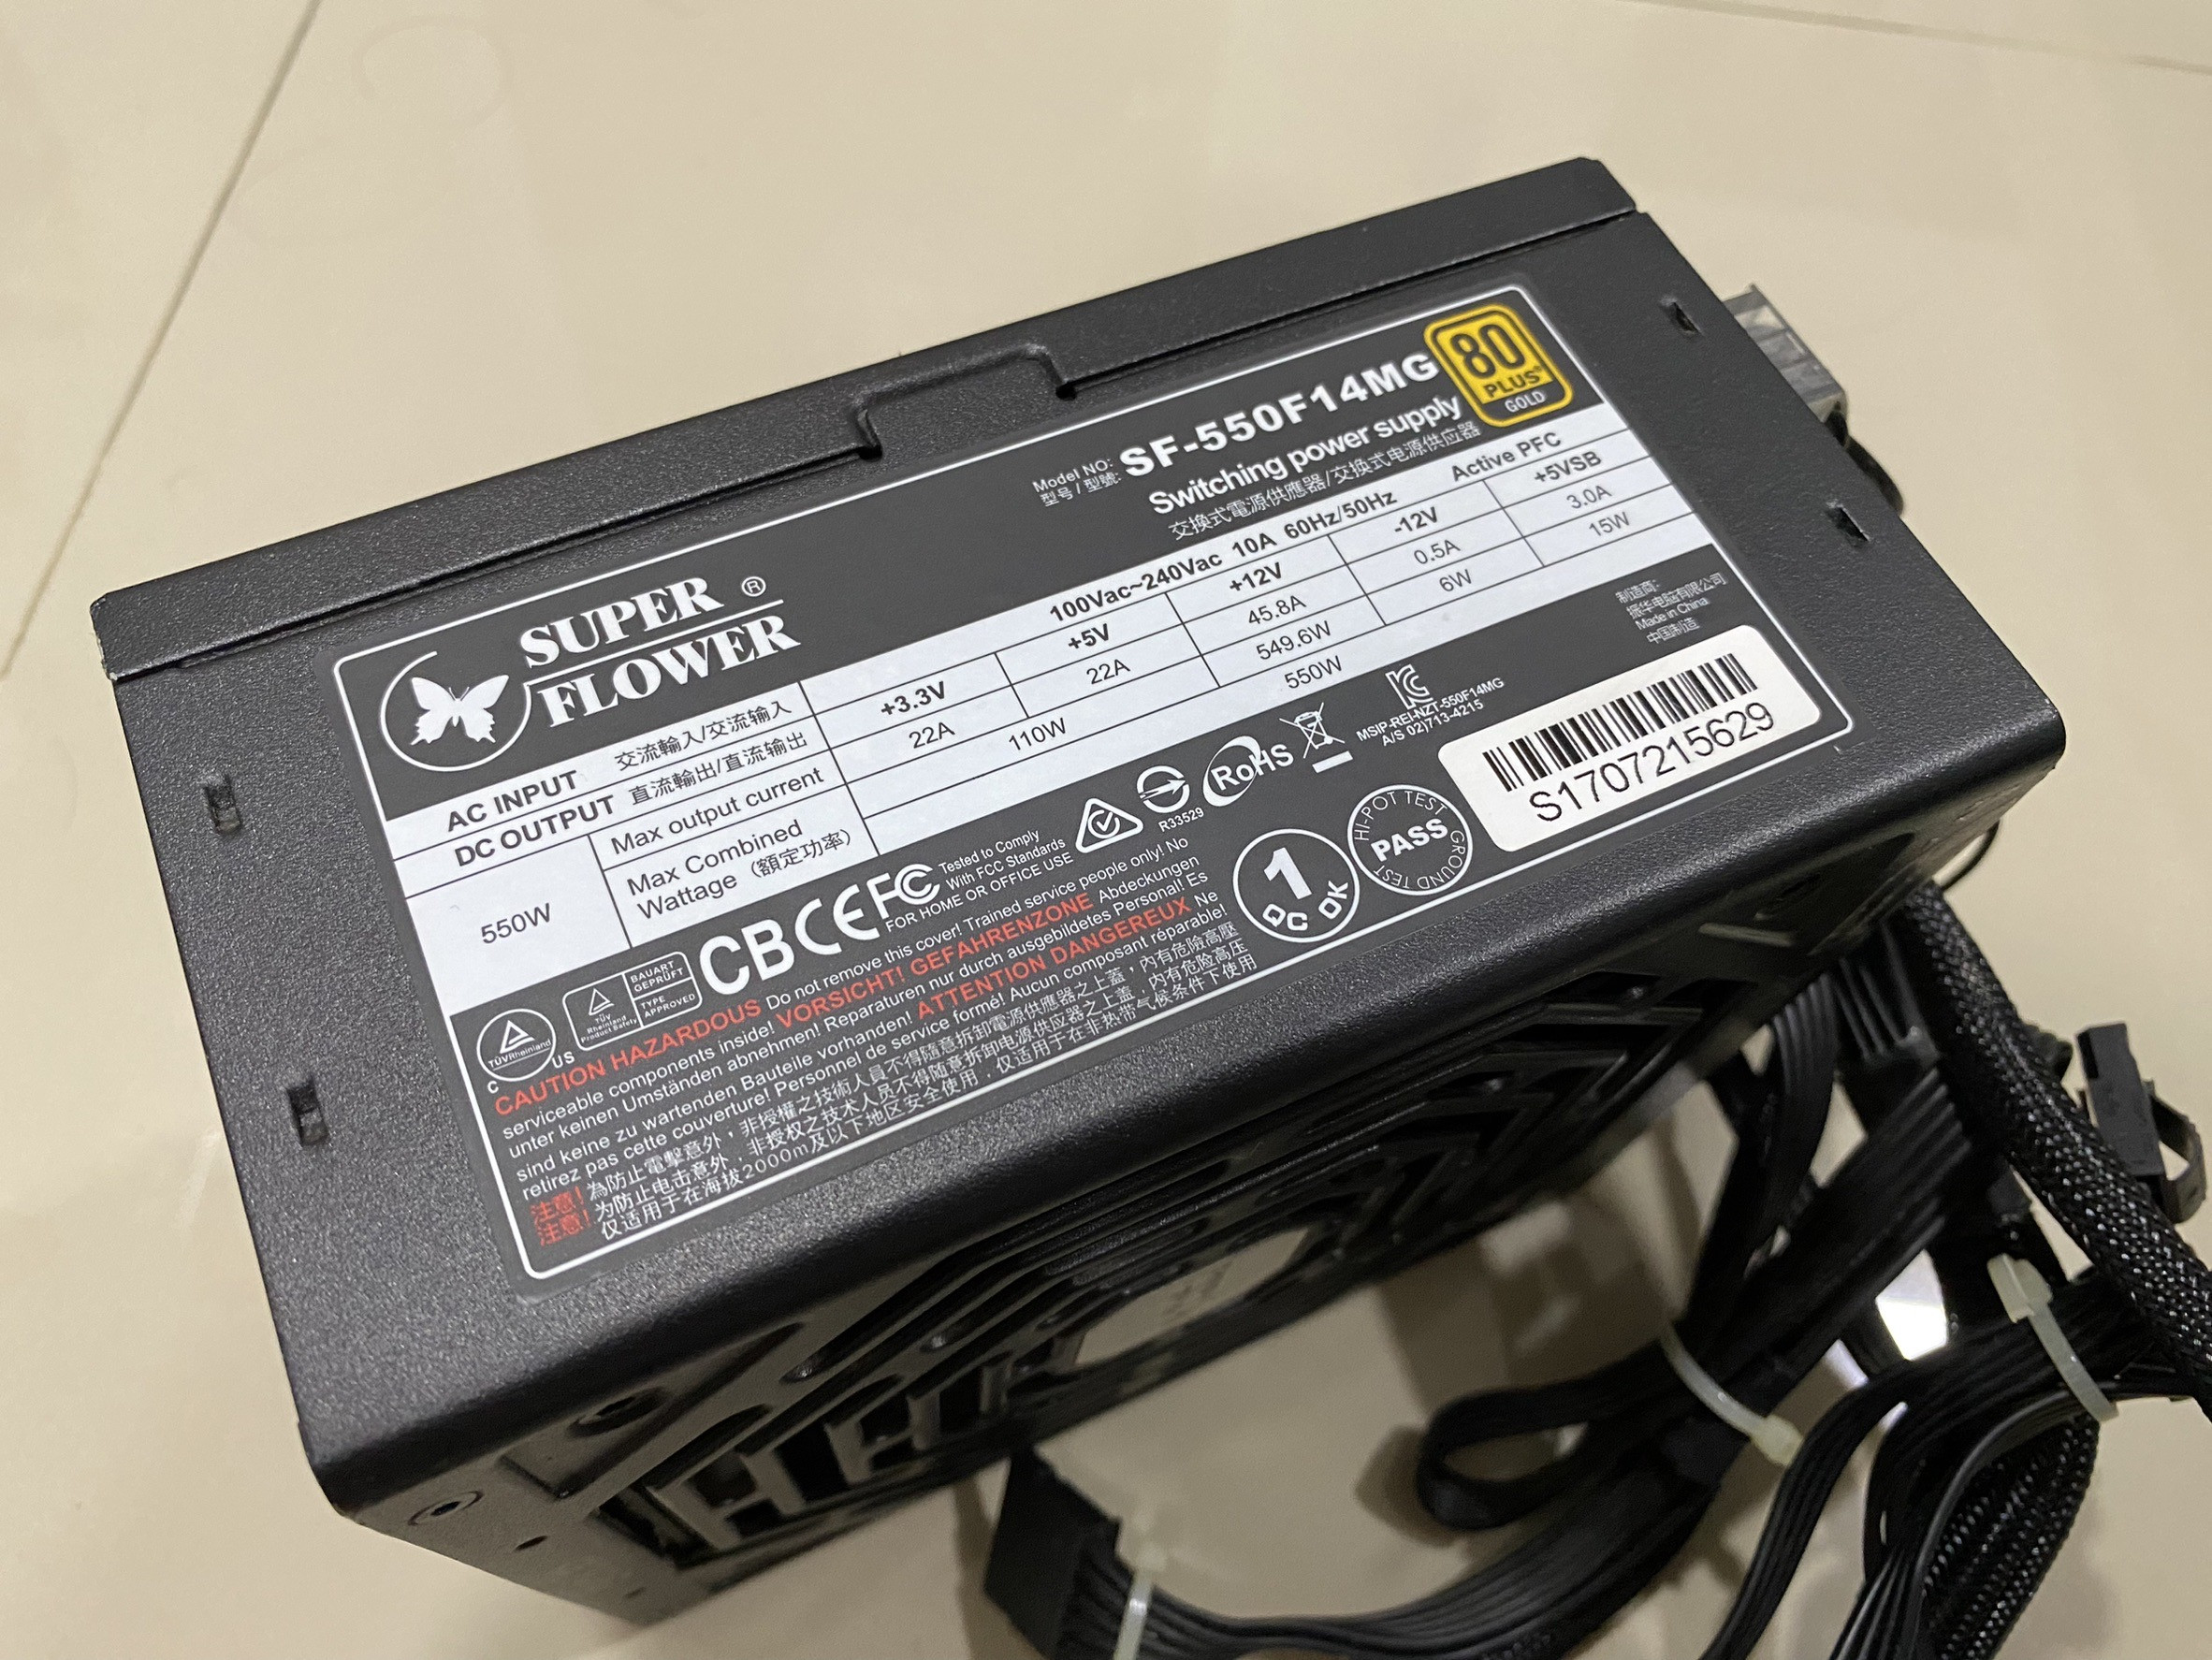 SUPER ®
FLOWER
Model NO:
型号 / 型號:
SF-550F14MG
Switching power supply
交換式電源供應器/交换式电源供应器
80
PLUS®
GOLD
AC INPUT 交流輸入/交流输入 100Vac~240Vac 10A 60Hz/50Hz Active PFC
DC OUTPUT 直流輸出/直流输出 +3.3V +5V +12V -12V +5VSB
550W
Max output current 22A 22A 45.8A 0.5A 3.0A
Max Combined
Wattage (額定功率)
110W 549.6W 6W 15W
550W
TÜVRheinland
C US
TÜV
Rheinland
Product Safety
BAUART
GEPRÜFT
TYPE
APPROVED
CB CE FC
Tested to Comply
With FCC Standards
FOR HOME OR OFFICE USE
R33529
RoHS
MSIP-REI-NZT-550F14MG
A/S 02)713-4215
制造商:
振华电脑有限公司
Made in China
中国制造
CAUTION HAZARDOUS Do not remove this cover! Trained service people only! No
serviceable components inside! VORSICHT! GEFAHRENZONE Abdeckungen
unter keinen Umständen abnehmen! Reparaturen nur durch ausgebildetes Personal! Es
sind keine zu wartenden Bauteile vorhanden! ATTENTION DANGEREUX Ne
retirez pas cette couverture! Personnel de service formé! Aucun composant réparable!
注意! 為防止電擊意外，非授權之技術人員不得隨意拆卸電源供應器之上蓋，內有危險高壓
注意! 为防止电击意外，非授权之技术人员不得随意拆卸电源供应器之上盖，内有危险高压
仅适用于在海拔2000m及以下地区安全使用，仅适用于在非热带气候条件下使用
1
QC OK
HI-POT TEST
PASS
GROUND TEST
S1707215629